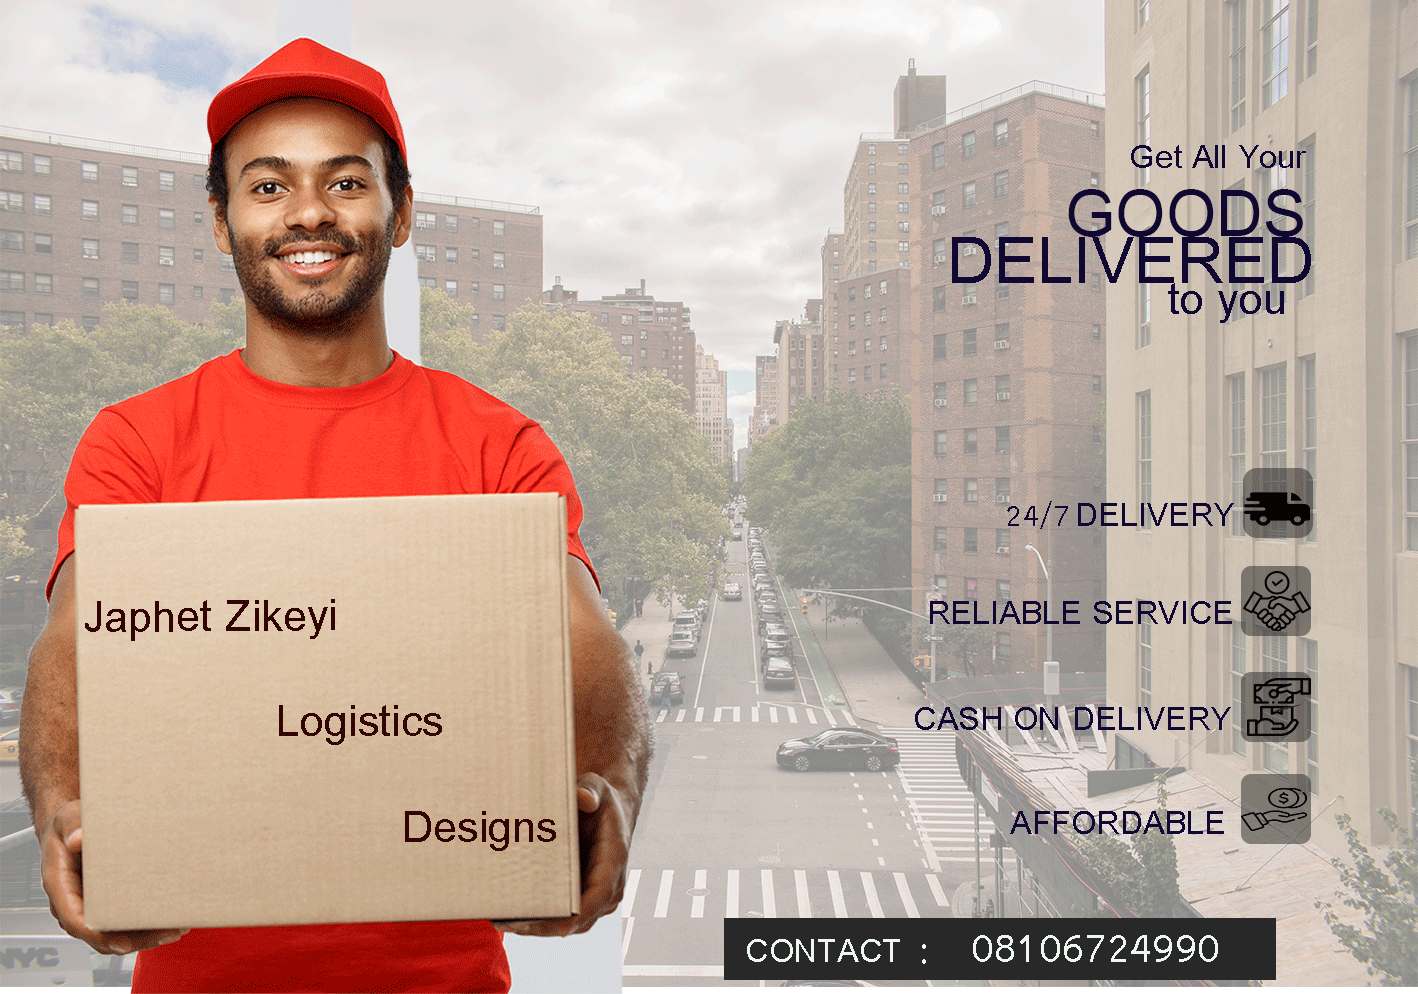 Get All Your
GOODS
DELIVERED
to you
24/7 DELIVERY
RELIABLE SERVICE
CASH ON DELIVERY
AFFORDABLE
Japhet Zikeyi
Logistics
Designs
CONTACT : 08106724990
NYC